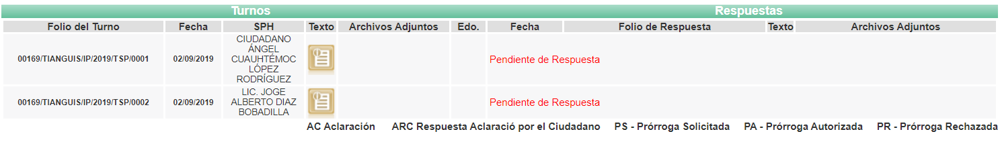 Turnos Respuestas
Folio del Turno Fecha SPH Texto Archivos Adjuntos Edo. Fecha Folio de Respuesta Texto Archivos Adjuntos
00169/TIANGUIS/IP/2019/TSP/0001 02/09/2019 CIUDADANO
ÁNGEL
CUAUHTÉMOC
LÓPEZ
RODRÍGUEZ
Pendiente de Respuesta
00169/TIANGUIS/IP/2019/TSP/0002 02/09/2019 LIC. JOGE
ALBERTO DIAZ
BOBADILLA
Pendiente de Respuesta
AC Aclaración ARC Respuesta Aclaració por el Ciudadano PS - Prórroga Solicitada PA - Prórroga Autorizada PR - Prórroga Rechazada